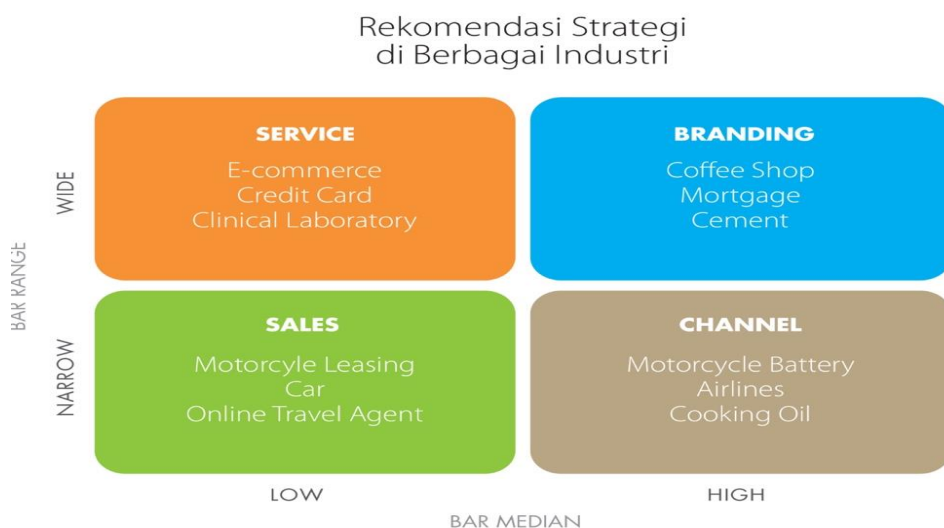 Rekomendasi Strategi
di Berbagai Industri
BAR RANGE
WIDE
SERVICE
E-commerce
Credit Card
Clinical Laboratory
BRANDING
Coffee Shop
Mortgage
Cement
NARROW
SALES
Motorcyle Leasing
Car
Online Travel Agent
CHANNEL
Motorcycle Battery
Airlines
Cooking Oil
LOW
HIGH
BAR MEDIAN